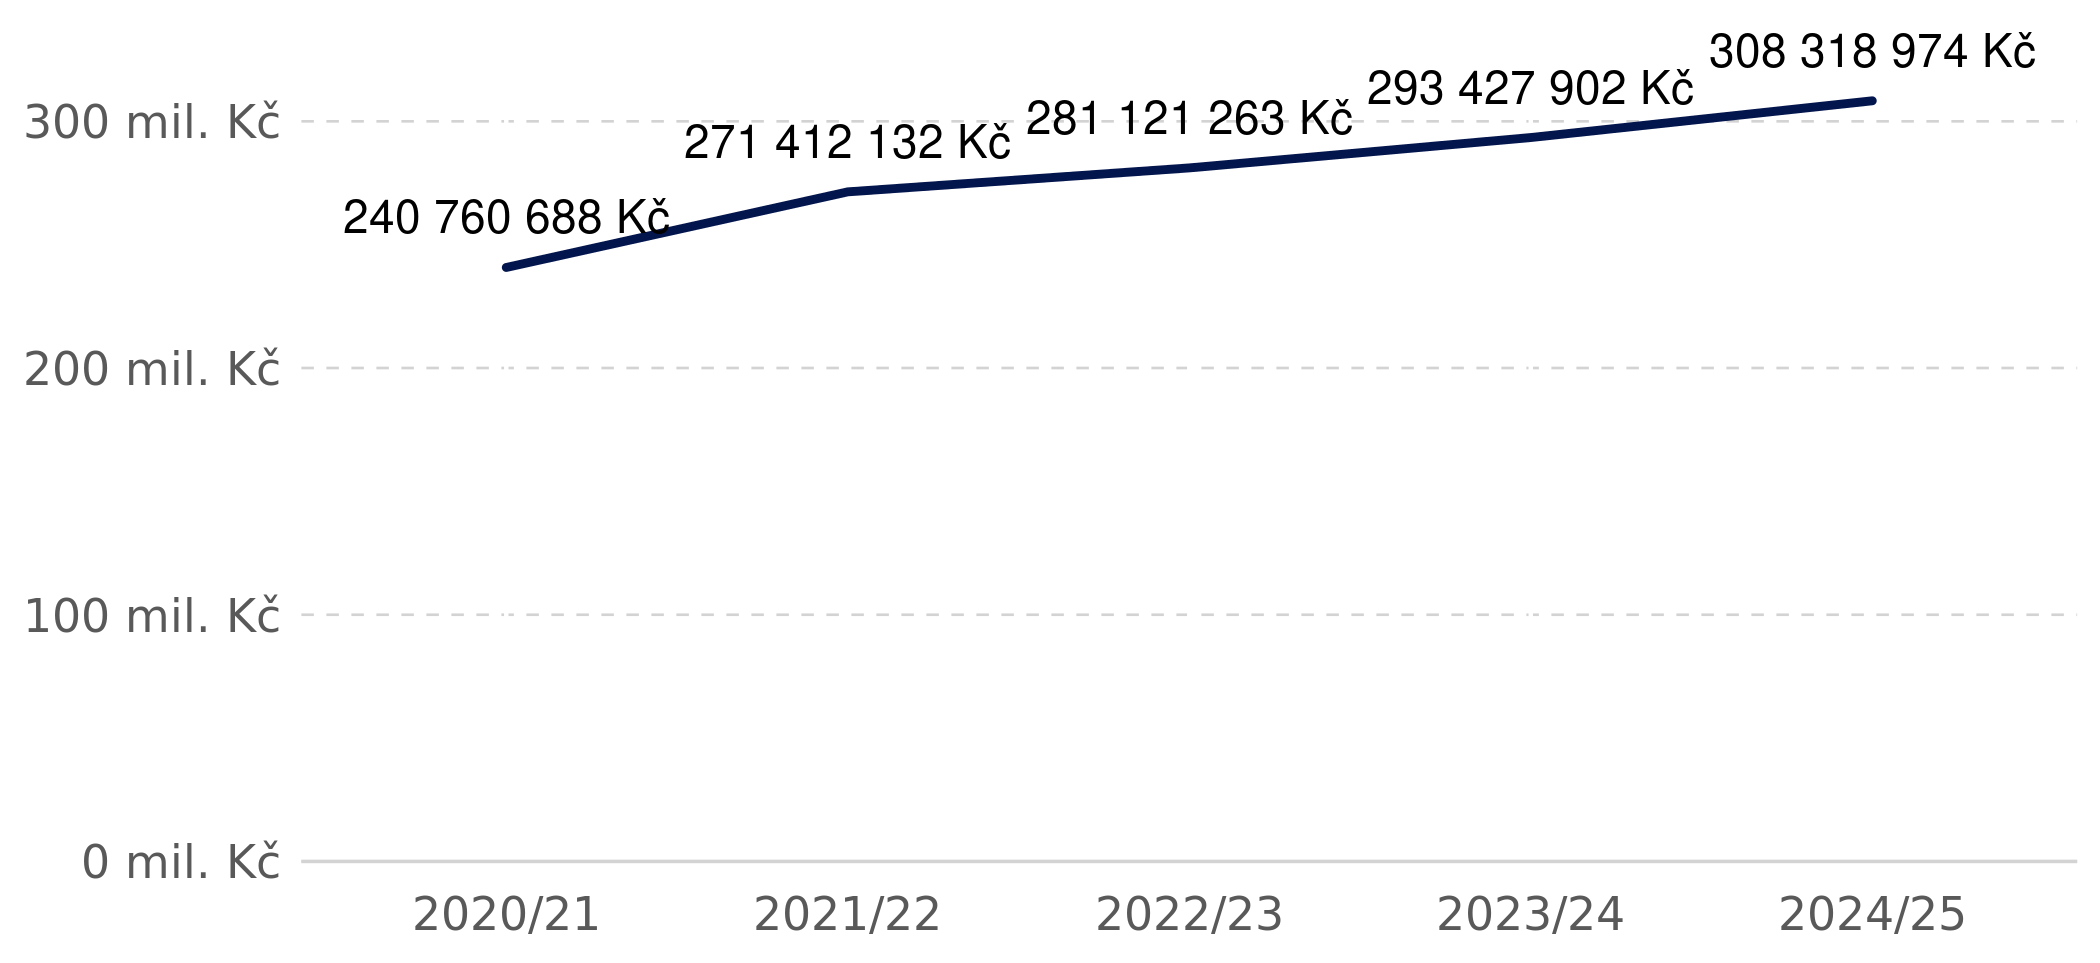 308 318 974 Kč
293 427 902 Kč
281 121 263 Kč
271 412 132 Kč
240 760 688 Kč
300 mil. Kč
200 mil. Kč
100 mil. Kč
0 mil. Kč
2020/21 2021/22 2022/23 2023/24 2024/25